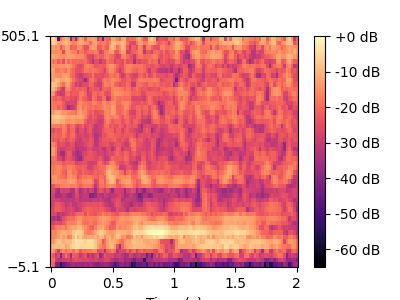 Mel Spectrogram
505.1
−5.1
0
0.5
1
1.5
2
+0 dB
-10 dB
-20 dB
-30 dB
-40 dB
-50 dB
-60 dB